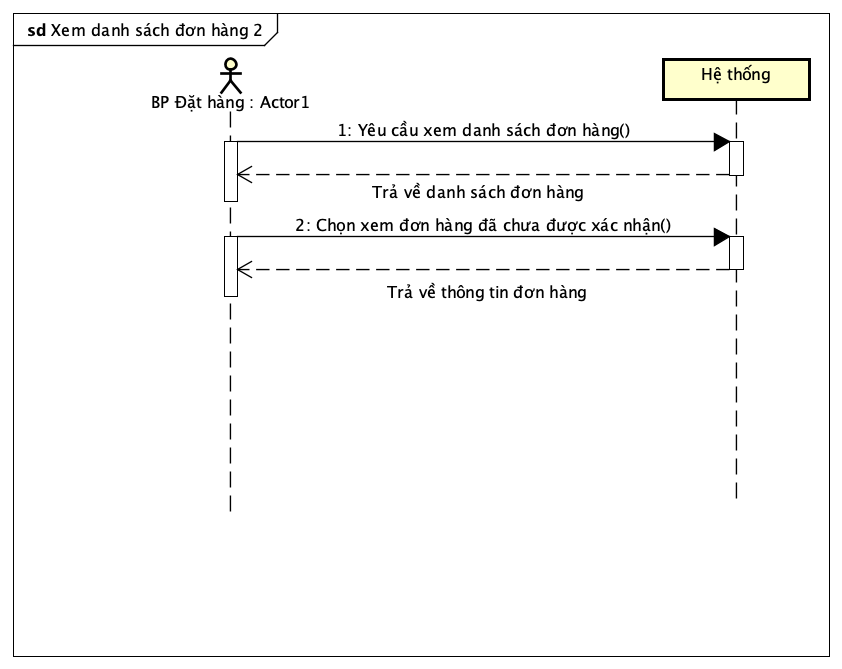 sd Xem danh sách đơn hàng 2
BP Đặt hàng : Actor1
Hệ thống
1: Yêu cầu xem danh sách đơn hàng()
Trả về danh sách đơn hàng
2: Chọn xem đơn hàng đã chưa được xác nhận()
Trả về thông tin đơn hàng